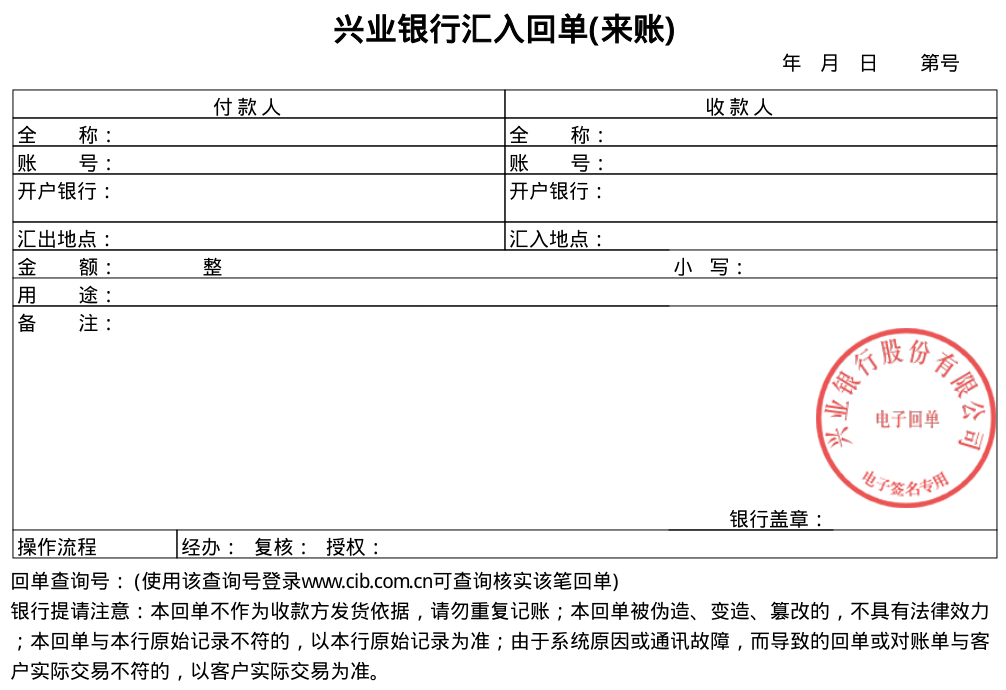 兴业银行汇入回单(来账)
年 月 日 第号
付 款 人 收 款 人
全 称： 全 称：
账 号： 账 号：
开户银行： 开户银行：
汇出地点： 汇入地点：
金 额： 整 小 写：
用 途：
备 注：
兴业银行股份有限公司
电子回单
电子签名专用
银行盖章：
操作流程 经办： 复核： 授权：
回单查询号： (使用该查询号登录www.cib.com.cn可查询核实该笔回单)
银行提请注意：本回单不作为收款方发货依据，请勿重复记账；本回单被伪造、变造、篡改的，不具有法律效力
；本回单与本行原始记录不符的，以本行原始记录为准；由于系统原因或通讯故障，而导致的回单或对账单与客
户实际交易不符的，以客户实际交易为准。